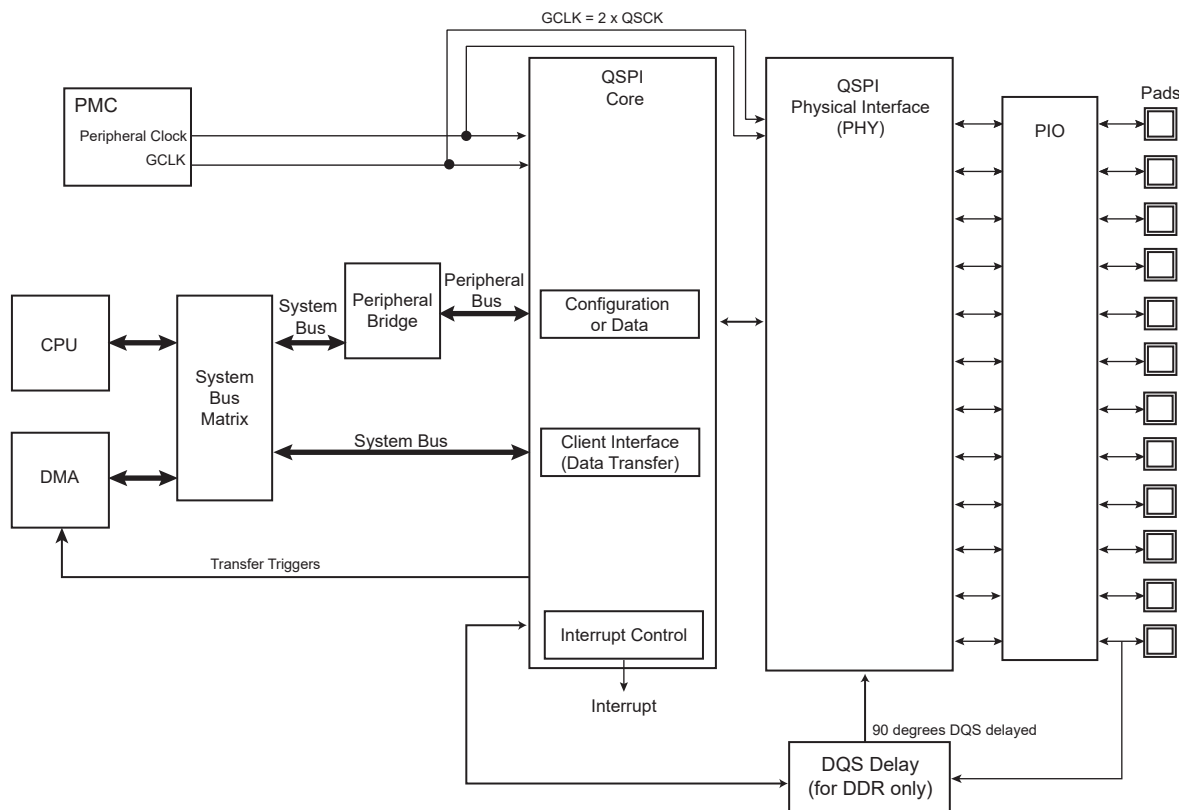 GCLK = 2 x QSCK
PMC
Peripheral Clock
GCLK
QSPI
Core
QSPI
Physical Interface
(PHY)
PIO
Pads
CPU
DMA
System
Bus
Matrix
System
Bus
Peripheral
Bridge
Peripheral
Bus
Configuration
or Data
System Bus
Client Interface
(Data Transfer)
Transfer Triggers
Interrupt Control
Interrupt
90 degrees DQS delayed
DQS Delay
(for DDR only)